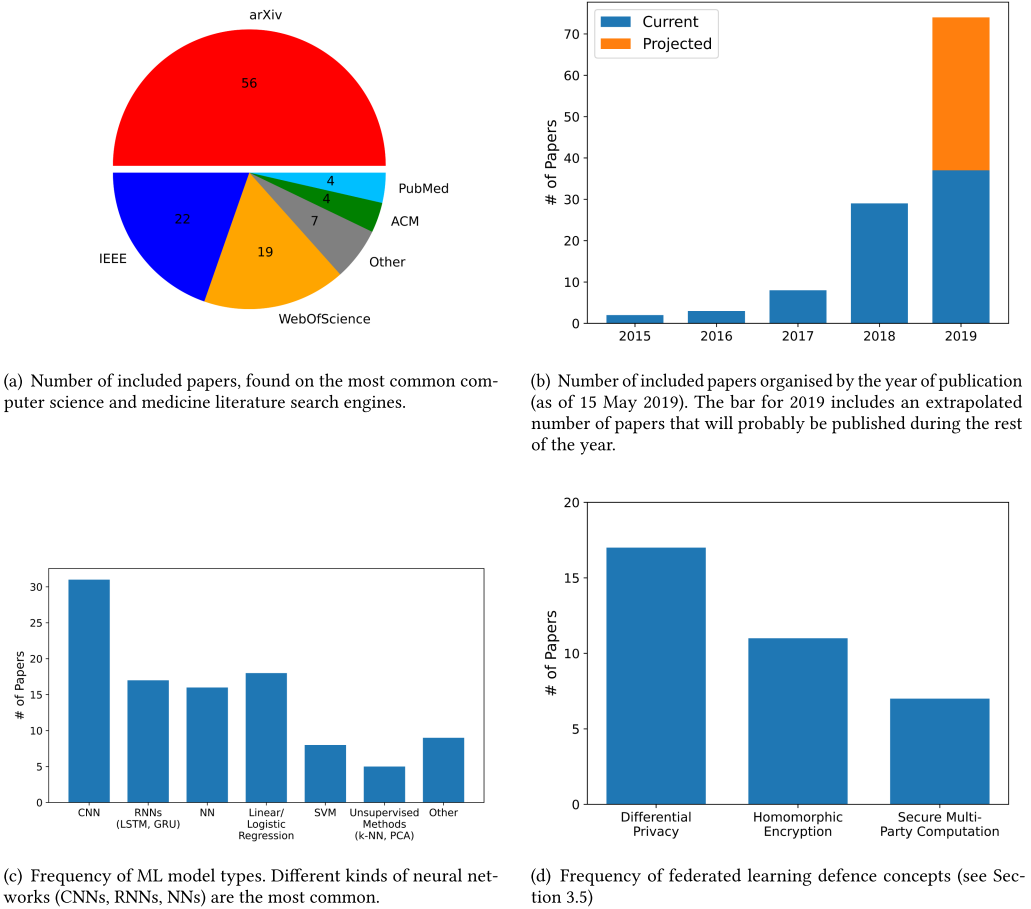 arXiv
56
4
PubMed
4
ACM
22
7
19
IEEE
Other
WebOfScience
(a) Number of included papers, found on the most common com-
puter science and medicine literature search engines.
Current
Projected
# of Papers
70
60
50
40
30
20
10
0
2015 2016 2017 2018 2019
(b) Number of included papers organised by the year of publication
(as of 15 May 2019). The bar for 2019 includes an extrapolated
number of papers that will probably be published during the rest
of the year.
# of Papers
30
25
20
15
10
5
0
CNN
RNNs
(LSTM, GRU)
NN
Linear/
Logistic
Regression
SVM
Unsupervised
Methods
(k-NN, PCA)
Other
(c) Frequency of ML model types. Different kinds of neural net-
works (CNNs, RNNs, NNs) are the most common.
# of Papers
20
15
10
5
0
Differential
Privacy
Homomorphic
Encryption
Secure Multi-
Party Computation
(d) Frequency of federated learning defence concepts (see Sec-
tion 3.5)